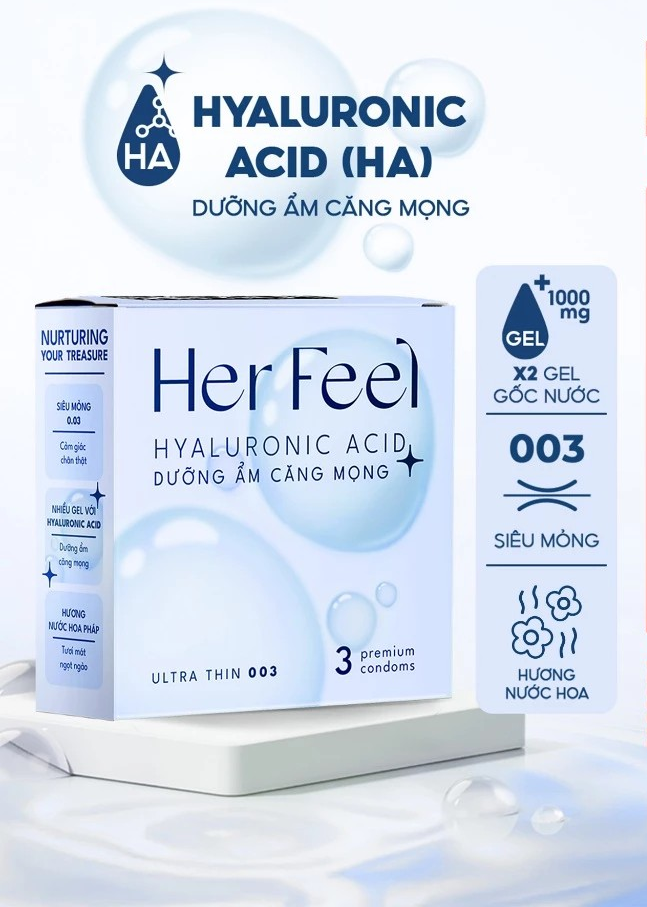 HA
HYALURONIC
ACID (HA)
DƯỠNG ẨM CĂNG MỌNG
NURTURING
YOUR TREASURE
SIÊU MỎNG
0.03
Cảm giác
chân thật
NHIỀU GEL VỚI
HYALURONIC ACID
Dưỡng ẩm
căng mọng
HƯƠNG
NƯỚC HOA PHÁP
Tươi mát
ngọt ngào
Her Feel
HYALURONIC ACID
DƯỠNG ẨM CĂNG MỌNG
ULTRA THIN 003
3 premium
condoms
+
1000
mg
GEL
X2 GEL
GỐC NƯỚC
003
SIÊU MỎNG
HƯƠNG
NƯỚC HOA